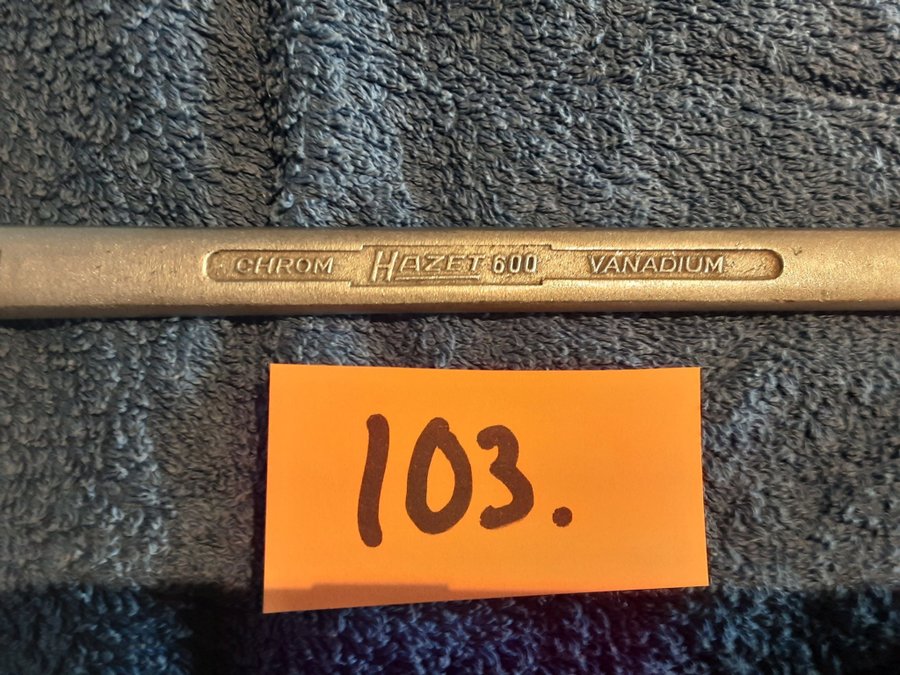 CHROM HAZET 600 VANADIUM
103.